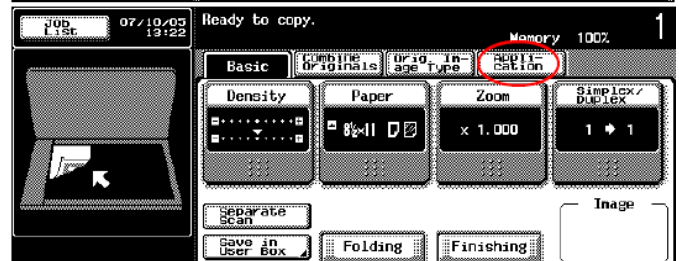 Job List
07/10/05
13:22
Ready to copy.
Memory 100%
1
Basic
Combine Originals
Orig. Im-age Type
Appli-cation
Density
Paper
Zoom
Simplex/Duplex
8½×11
× 1.000
1 → 1
Separate Scan
Image
Save in User Box
Folding
Finishing